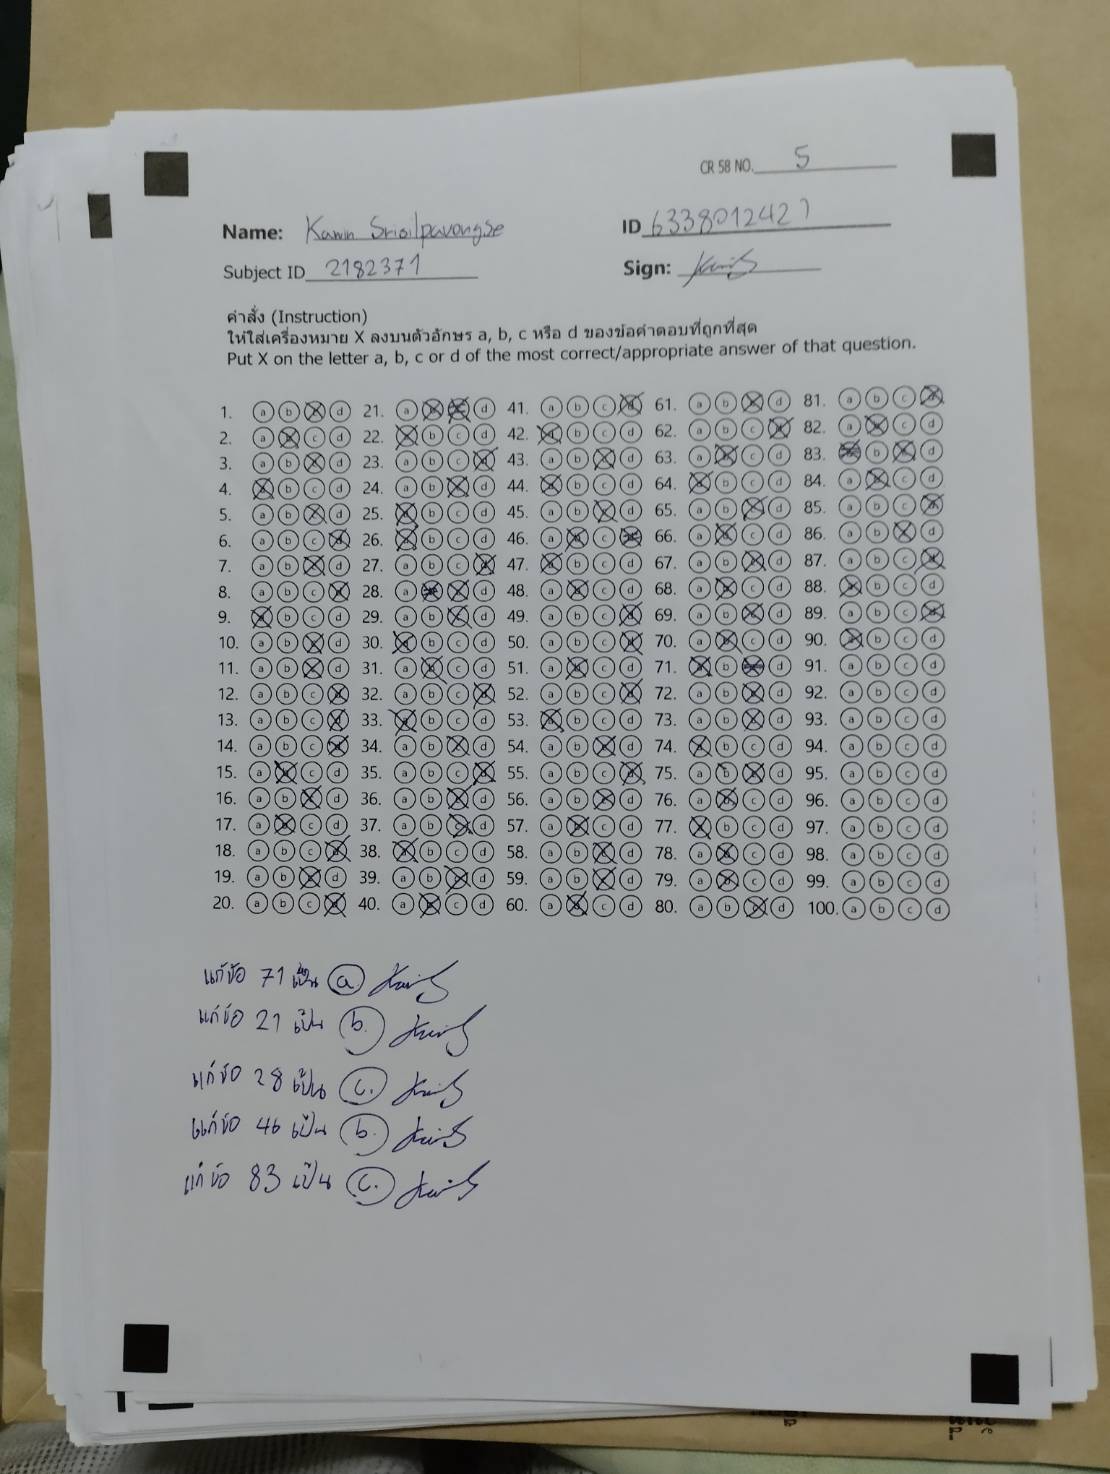 CR 58 NO. 5
Name: Kawin Srisilpavongse ID 6338012421
Subject ID 2182371 Sign:
คำสั่ง (Instruction)
ให้ใส่เครื่องหมาย X ลงบนตัวอักษร a, b, c หรือ d ของข้อคำตอบที่ถูกที่สุด
Put X on the letter a, b, c or d of the most correct/appropriate answer of that question.
1. a b c d 21. a b c d 41. a b c d 61. a b c d 81. a b c d
2. a b c d 22. a b c d 42. a b c d 62. a b c d 82. a b c d
3. a b c d 23. a b c d 43. a b c d 63. a b c d 83. a b c d
4. a b c d 24. a b c d 44. a b c d 64. a b c d 84. a b c d
5. a b c d 25. a b c d 45. a b c d 65. a b c d 85. a b c d
6. a b c d 26. a b c d 46. a b c d 66. a b c d 86. a b c d
7. a b c d 27. a b c d 47. a b c d 67. a b c d 87. a b c d
8. a b c d 28. a b c d 48. a b c d 68. a b c d 88. a b c d
9. a b c d 29. a b c d 49. a b c d 69. a b c d 89. a b c d
10. a b c d 30. a b c d 50. a b c d 70. a b c d 90. a b c d
11. a b c d 31. a b c d 51. a b c d 71. a b c d 91. a b c d
12. a b c d 32. a b c d 52. a b c d 72. a b c d 92. a b c d
13. a b c d 33. a b c d 53. a b c d 73. a b c d 93. a b c d
14. a b c d 34. a b c d 54. a b c d 74. a b c d 94. a b c d
15. a b c d 35. a b c d 55. a b c d 75. a b c d 95. a b c d
16. a b c d 36. a b c d 56. a b c d 76. a b c d 96. a b c d
17. a b c d 37. a b c d 57. a b c d 77. a b c d 97. a b c d
18. a b c d 38. a b c d 58. a b c d 78. a b c d 98. a b c d
19. a b c d 39. a b c d 59. a b c d 79. a b c d 99. a b c d
20. a b c d 40. a b c d 60. a b c d 80. a b c d 100. a b c d
แก้ข้อ 71 เป็น a
แก้ข้อ 21 เป็น b.
แก้ข้อ 28 เป็น c.
แก้ข้อ 46 เป็น b.
แก้ข้อ 83 เป็น c.